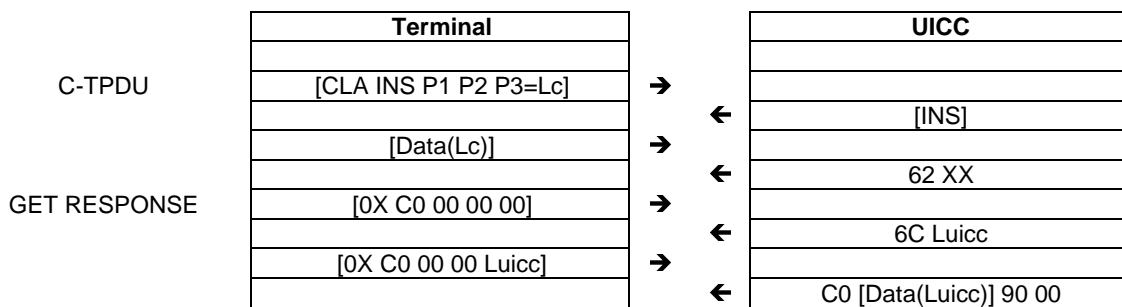 Terminal UICC
C-TPDU [CLA INS P1 P2 P3=Lc] ➔
🡰 [INS]
[Data(Lc)] ➔
🡰 62 XX
GET RESPONSE [0X C0 00 00 00] ➔
🡰 6C Luicc
[0X C0 00 00 Luicc] ➔
🡰 C0 [Data(Luicc)] 90 00